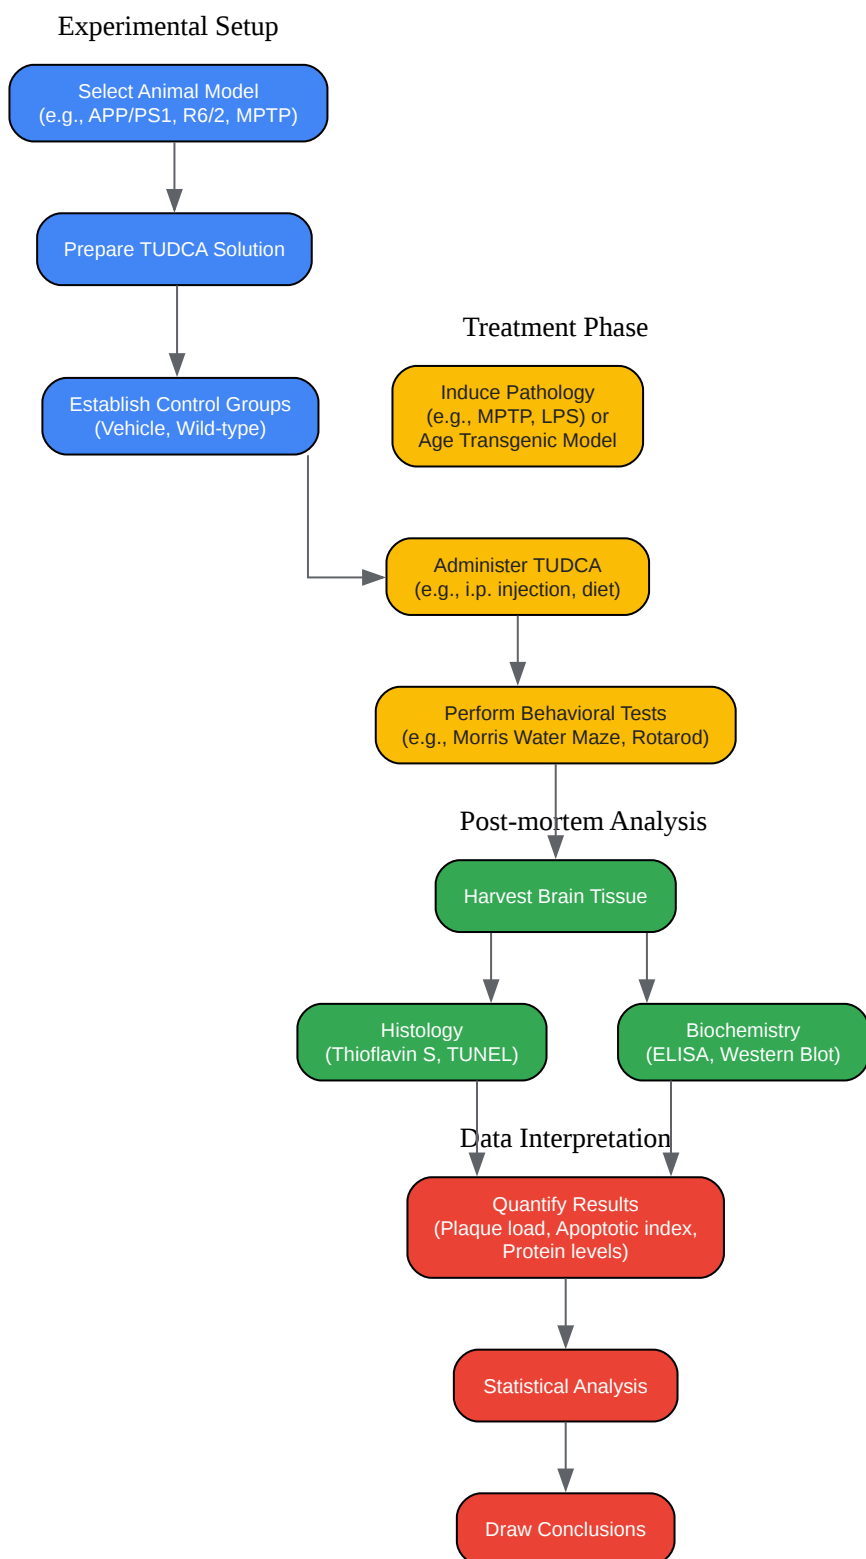 Experimental Setup
Select Animal Model
(e.g., APP/PS1, R6/2, MPTP)
Prepare TUDCA Solution
Establish Control Groups
(Vehicle, Wild-type)
Treatment Phase
Induce Pathology
(e.g., MPTP, LPS) or
Age Transgenic Model
Administer TUDCA
(e.g., i.p. injection, diet)
Perform Behavioral Tests
(e.g., Morris Water Maze, Rotarod)
Post-mortem Analysis
Harvest Brain Tissue
Histology
(Thioflavin S, TUNEL)
Biochemistry
(ELISA, Western Blot)
Data Interpretation
Quantify Results
(Plaque load, Apoptotic index,
Protein levels)
Statistical Analysis
Draw Conclusions